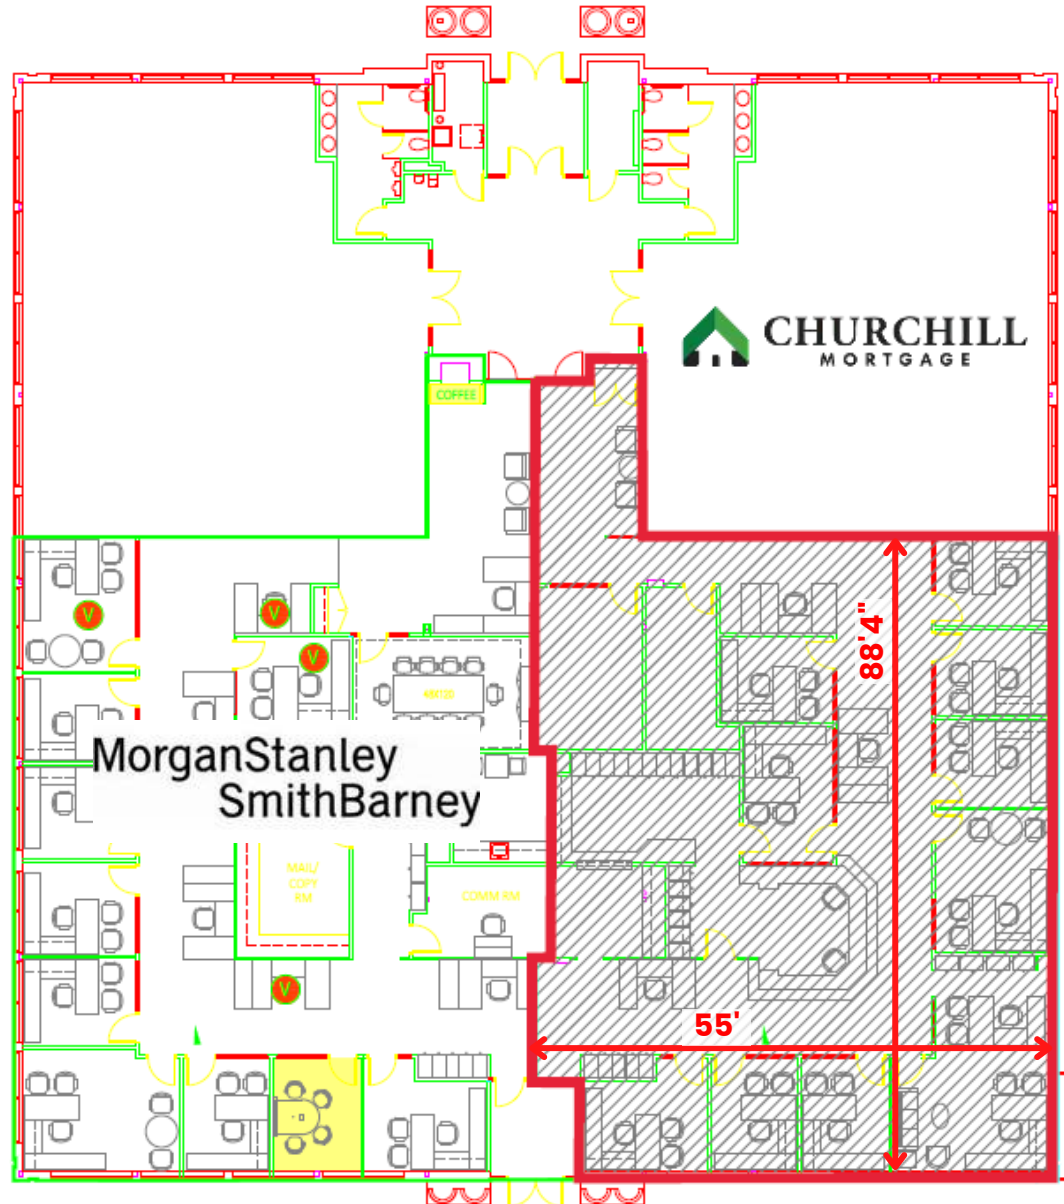 CHURCHILL
MORTGAGE
COFFEE
V
V
V
88'4"
MorganStanley
SmithBarney
MAIL/
COPY
RM
COMM RM
V
55'